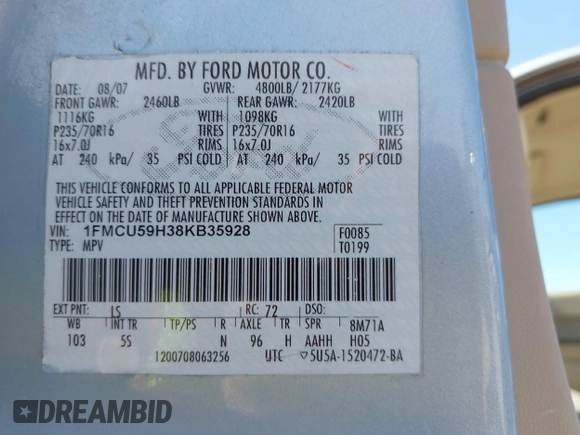 MFD. BY FORD MOTOR CO.
DATE: 08/07 GVWR: 4800LB/ 2177KG
FRONT GAWR: 2460LB REAR GAWR: 2420LB
1116KG WITH 1098KG WITH
P235/70R16 TIRES P235/70R16 TIRES
16x7.0J RIMS 16x7.0J RIMS
AT 240 kPa/ 35 PSI COLD AT 240 kPa/ 35 PSI COLD
THIS VEHICLE CONFORMS TO ALL APPLICABLE FEDERAL MOTOR
VEHICLE SAFETY AND THEFT PREVENTION STANDARDS IN
EFFECT ON THE DATE OF MANUFACTURE SHOWN ABOVE.
VIN: 1FMCU59H38KB35928 F0085
TYPE: MPV T0199
EXT PNT: LS RC: 72 DSO:
WB INT TR TP/PS R AXLE TR SPR 8M71A
103 5S N 96 H AAHH H05
1200708063256 UTC ▽5U5A-1520472-BA
DREAMBID